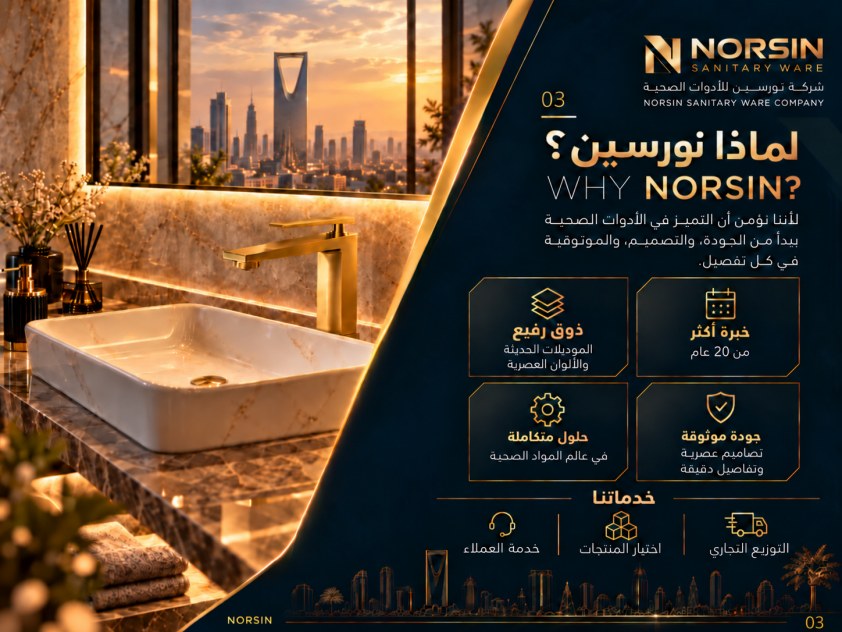 NORSIN
SANITARY WARE
شركة نورسين للأدوات الصحية
NORSIN SANITARY WARE COMPANY
03
لماذا نورسين؟
WHY NORSIN?
لأننا نؤمن أن التميز في الأدوات الصحية
يبدأ من الجودة، والتصميم، والموثوقية
في كل تفصيل.
خبرة أكثر
من 20 عام
ذوق رفيع
الموديلات الحديثة
والألوان العصرية
جودة موثوقة
تصاميم عصرية
وتفاصيل دقيقة
حلول متكاملة
في عالم المواد الصحية
خدماتنا
التوزيع التجاري
اختيار المنتجات
خدمة العملاء
NORSIN
03